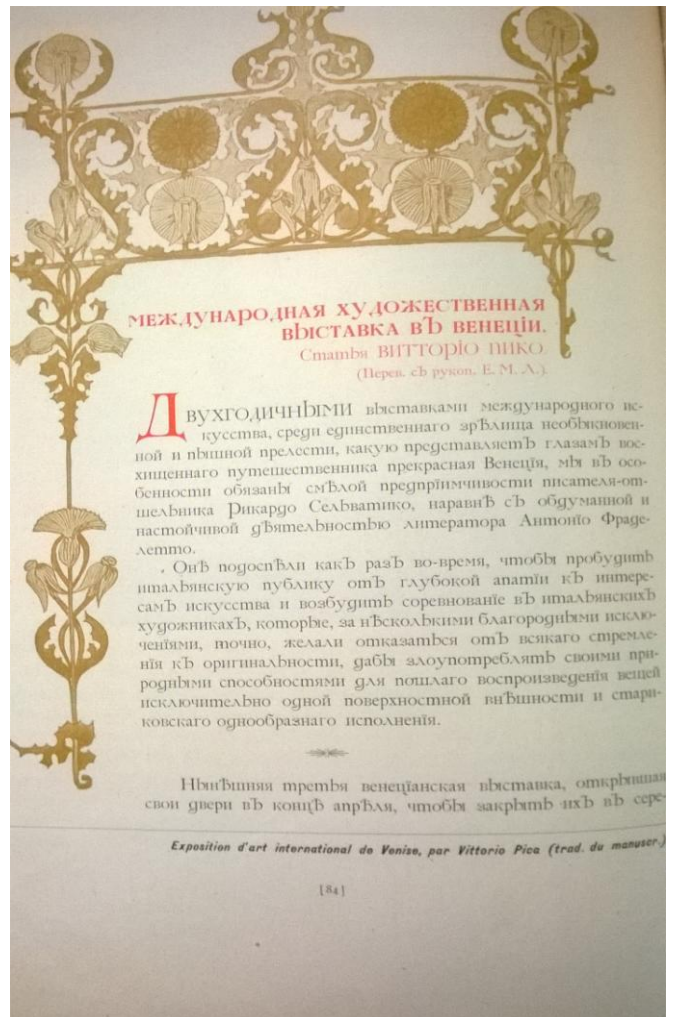 МЕЖДУНАРОДНАЯ ХУДОЖЕСТВЕННАЯ
ВЫСТАВКА ВЪ ВЕНЕЦІИ.
Статья ВИТТОРІО ПИКО.
(Перев. съ рукоп. Е. М. Л.).
ДВУХГОДИЧНЫМИ выставками международного ис-
кусства, среди единственнаго зрѣлища необыкновен-
ной и пышной прелести, какую представляетъ глазамъ вос-
хищеннаго путешественника прекрасная Венеція, мы въ осо-
бенности обязаны смѣлой предпріимчивости писателя-от-
шельника Рикардо Сельватико, наравнѣ съ обдуманной и
настойчивой дѣятельностью литератора Антоніо Фраде-
летто.
Онѣ подоспѣли какъ разъ во-время, чтобы пробудить
итальянскую публику отъ глубокой апатіи къ интере-
самъ искусства и возбудить соревнованіе въ итальянскихъ
художникахъ, которые, за нѣсколькими благородными исклю-
ченіями, точно, желали отказаться отъ всякаго стремле-
нія къ оригинальности, дабы злоупотреблять своими при-
родными способностями для пошлаго воспроизведенія вещей
исключительно одной поверхностной внѣшности и стари-
ковскаго однообразнаго исполненія.
Нынѣшняя третья венеціанская выставка, открывшая
свои двери въ концѣ апрѣля, чтобы закрыть ихъ въ сере-
Exposition d'art international de Venise, par Vittorio Pica (trad. du manuscr.)
[84]